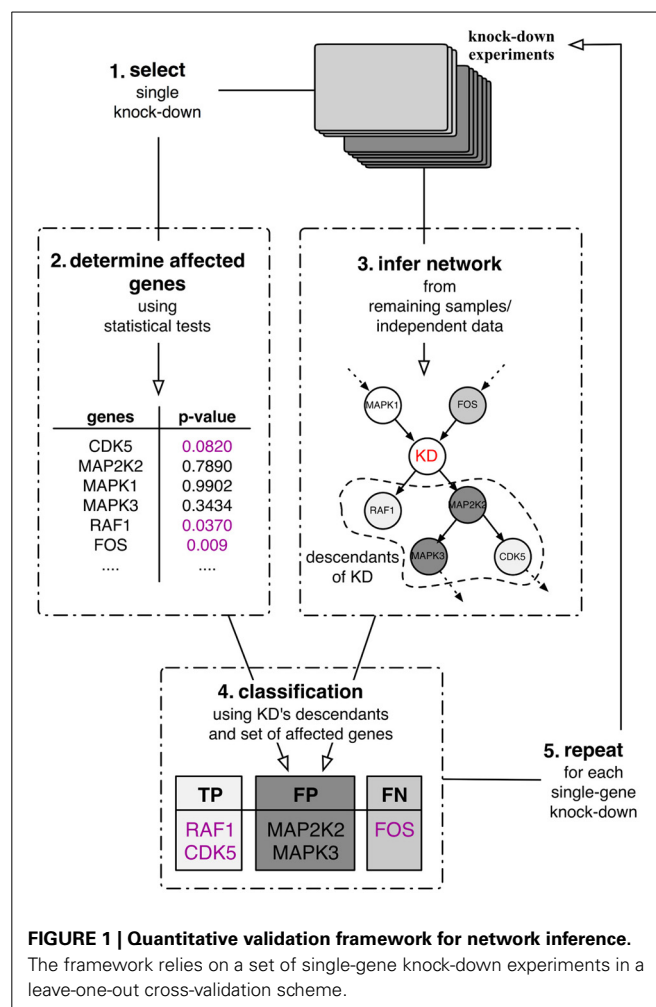 knock-down
experiments
1. select
single
knock-down
2. determine affected
genes
using
statistical tests
genes p-value
CDK5 0.0820
MAP2K2 0.7890
MAPK1 0.9902
MAPK3 0.3434
RAF1 0.0370
FOS 0.009
.... ....
3. infer network
from
remaining samples/
independent data
MAPK1 FOS
KD
RAF1 MAP2K2
MAPK3 CDK5
descendants
of KD
4. classification
using KD's descendants
and set of affected genes
TP FP FN
RAF1 MAP2K2 FOS
CDK5 MAPK3
5. repeat
for each
single-gene
knock-down
FIGURE 1 | Quantitative validation framework for network inference.
The framework relies on a set of single-gene knock-down experiments in a
leave-one-out cross-validation scheme.